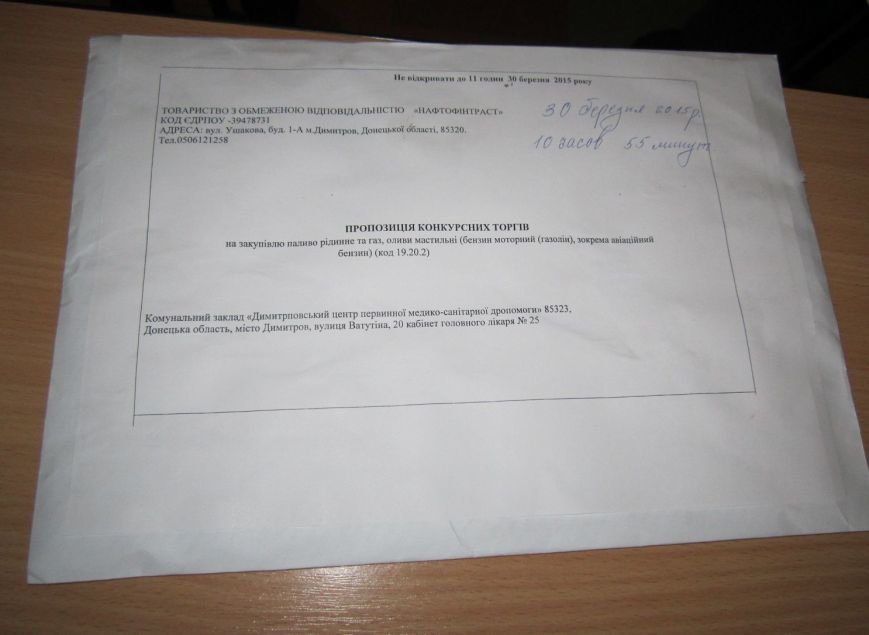 Не відкривати до 11 годин 30 березня 2015 року
ТОВАРИСТВО З ОБМЕЖЕНОЮ ВІДПОВІДАЛЬНІСТЮ «НАФТОФІНТРАСТ»
КОД ЄДРПОУ -39478731
АДРЕСА: вул. Ушакова, буд. 1-А м.Димитров, Донецької області, 85320.
Тел.0506121258
30 березня 2015р.
10 часов 55 минут
ПРОПОЗИЦІЯ КОНКУРСНИХ ТОРГІВ
на закупівлю паливо рідинне та газ, оливи мастильні (бензин моторний (газолін), зокрема авіаційний
бензин) (код 19.20.2)
Комунальний заклад «Димитрповський центр первинної медико-санітарної дропомоги» 85323,
Донецька область, місто Димитров, вулиця Ватутіна, 20 кабінет головного лікаря № 25